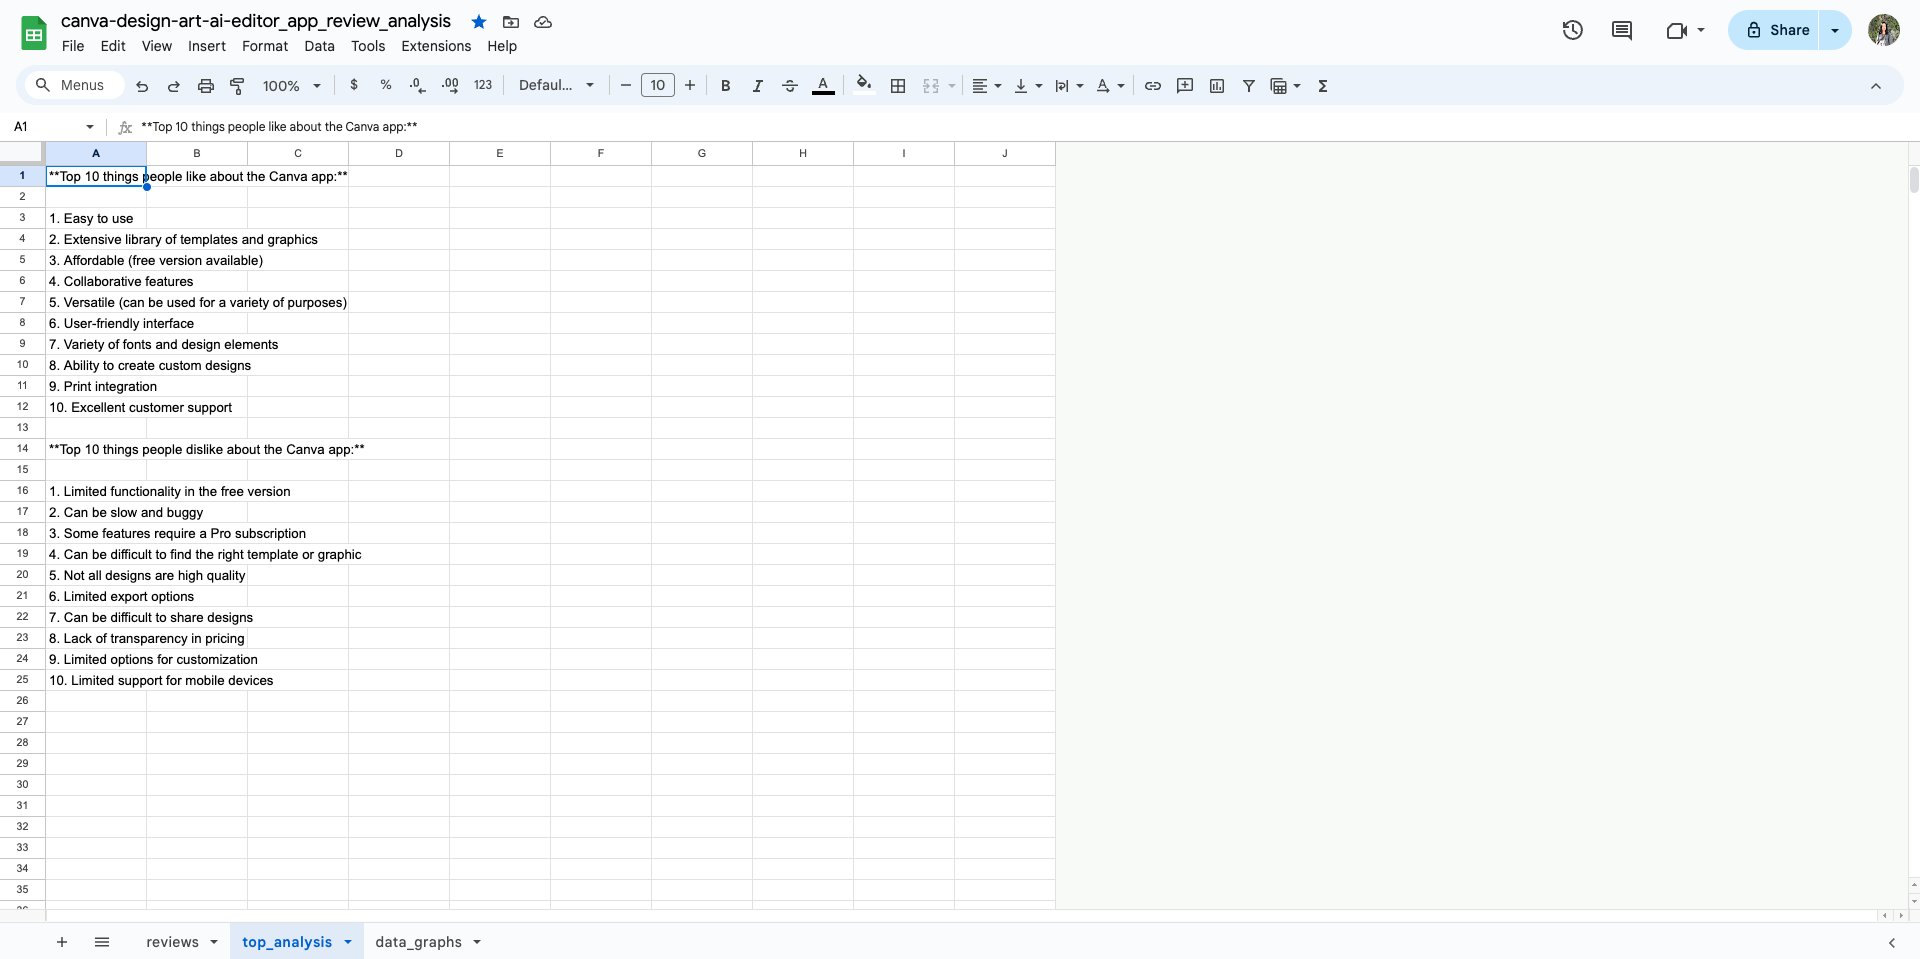 canva-design-art-ai-editor_app_review_analysis
File Edit View Insert Format Data Tools Extensions Help
Share
Menus 100% $ % .0 .00 123 Defaul... − 10 + B I A Σ
A1 fx **Top 10 things people like about the Canva app:**
A B C D E F G H I J
1 **Top 10 things people like about the Canva app:**
2
3 1. Easy to use
4 2. Extensive library of templates and graphics
5 3. Affordable (free version available)
6 4. Collaborative features
7 5. Versatile (can be used for a variety of purposes)
8 6. User-friendly interface
9 7. Variety of fonts and design elements
10 8. Ability to create custom designs
11 9. Print integration
12 10. Excellent customer support
13
14 **Top 10 things people dislike about the Canva app:**
15
16 1. Limited functionality in the free version
17 2. Can be slow and buggy
18 3. Some features require a Pro subscription
19 4. Can be difficult to find the right template or graphic
20 5. Not all designs are high quality
21 6. Limited export options
22 7. Can be difficult to share designs
23 8. Lack of transparency in pricing
24 9. Limited options for customization
25 10. Limited support for mobile devices
26
27
28
29
30
31
32
33
34
35
+ reviews top_analysis data_graphs